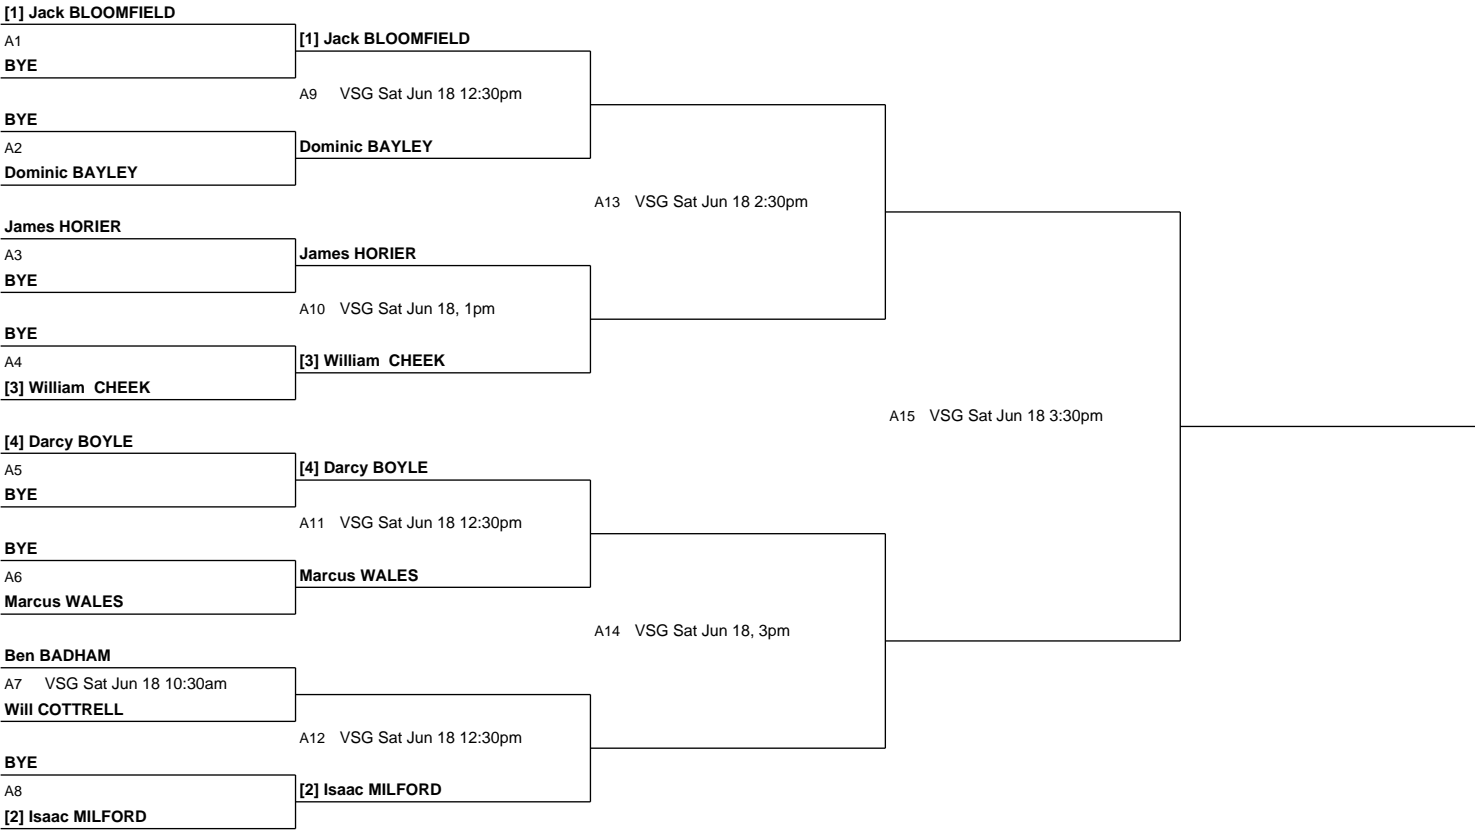 [1] Jack BLOOMFIELD
A1
BYE
[1] Jack BLOOMFIELD
A9 VSG Sat Jun 18 12:30pm
BYE
A2
Dominic BAYLEY
Dominic BAYLEY
A13 VSG Sat Jun 18 2:30pm
James HORIER
A3
BYE
James HORIER
A10 VSG Sat Jun 18, 1pm
BYE
A4
[3] William CHEEK
[3] William CHEEK
A15 VSG Sat Jun 18 3:30pm
[4] Darcy BOYLE
A5
BYE
[4] Darcy BOYLE
A11 VSG Sat Jun 18 12:30pm
BYE
A6
Marcus WALES
Marcus WALES
A14 VSG Sat Jun 18, 3pm
Ben BADHAM
A7 VSG Sat Jun 18 10:30am
Will COTTRELL
A12 VSG Sat Jun 18 12:30pm
BYE
A8
[2] Isaac MILFORD
[2] Isaac MILFORD